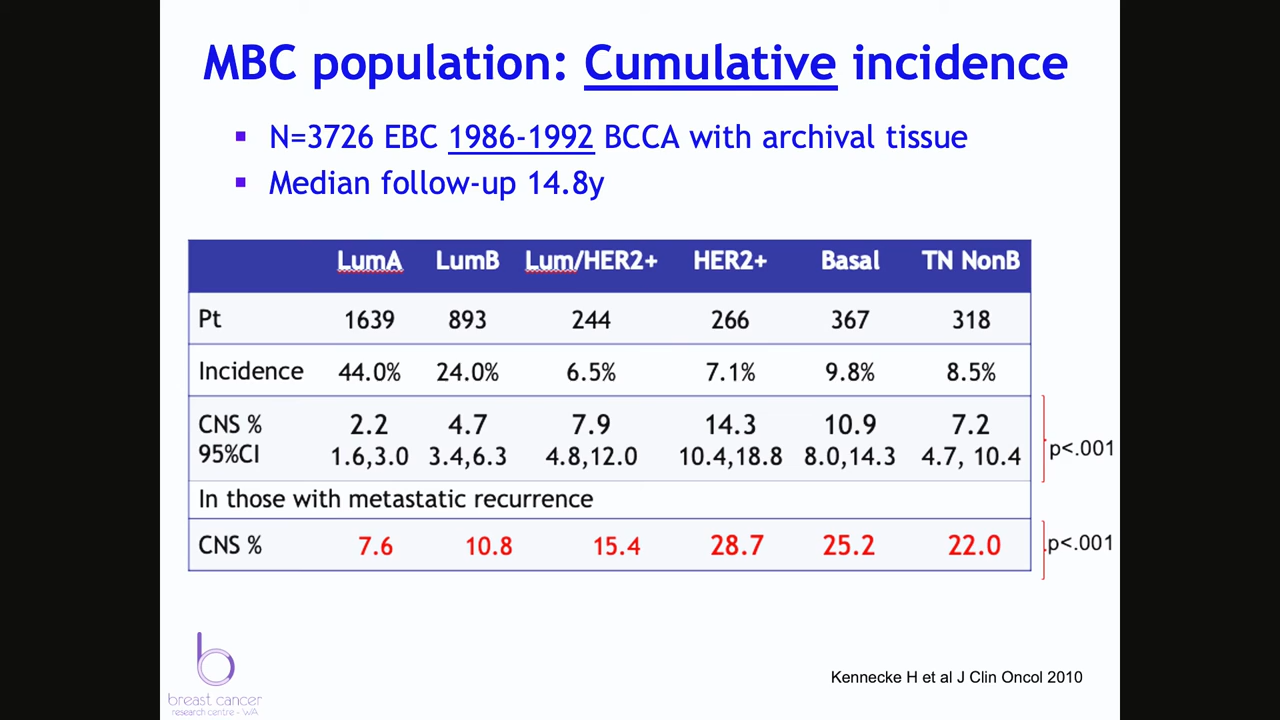 MBC population: Cumulative incidence
▪ N=3726 EBC 1986-1992 BCCA with archival tissue
▪ Median follow-up 14.8y
LumA LumB Lum/HER2+ HER2+ Basal TN NonB
Pt 1639 893 244 266 367 318
Incidence 44.0% 24.0% 6.5% 7.1% 9.8% 8.5%
CNS % 2.2 4.7 7.9 14.3 10.9 7.2
95%CI 1.6,3.0 3.4,6.3 4.8,12.0 10.4,18.8 8.0,14.3 4.7, 10.4
p<.001
In those with metastatic recurrence
CNS % 7.6 10.8 15.4 28.7 25.2 22.0
p<.001
Kennecke H et al J Clin Oncol 2010
b
breast cancer
research centre - WA